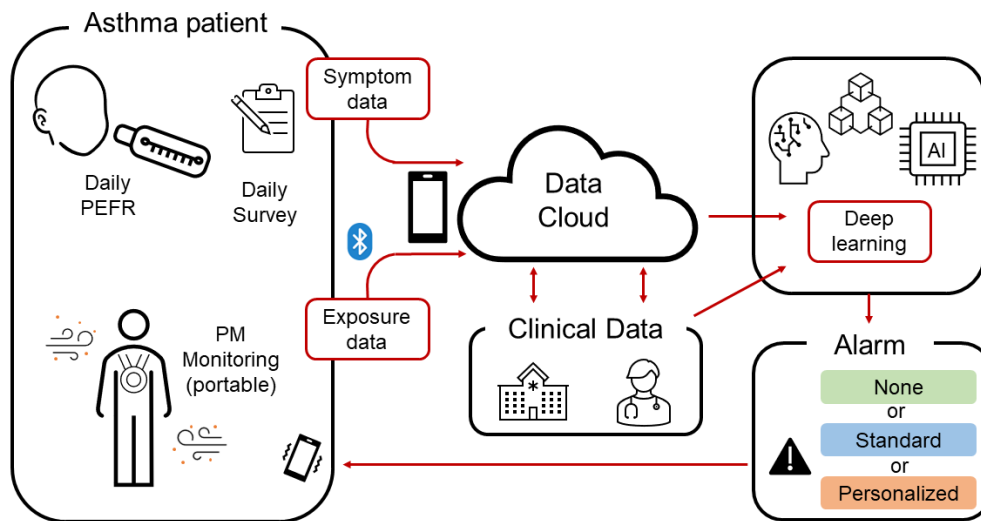 Asthma patient
Daily
PEFR
Daily
Survey
PM
Monitoring
(portable)
Symptom
data
Exposure
data
Data
Cloud
Clinical Data
AI
Deep
learning
Alarm
None
or
Standard
or
Personalized